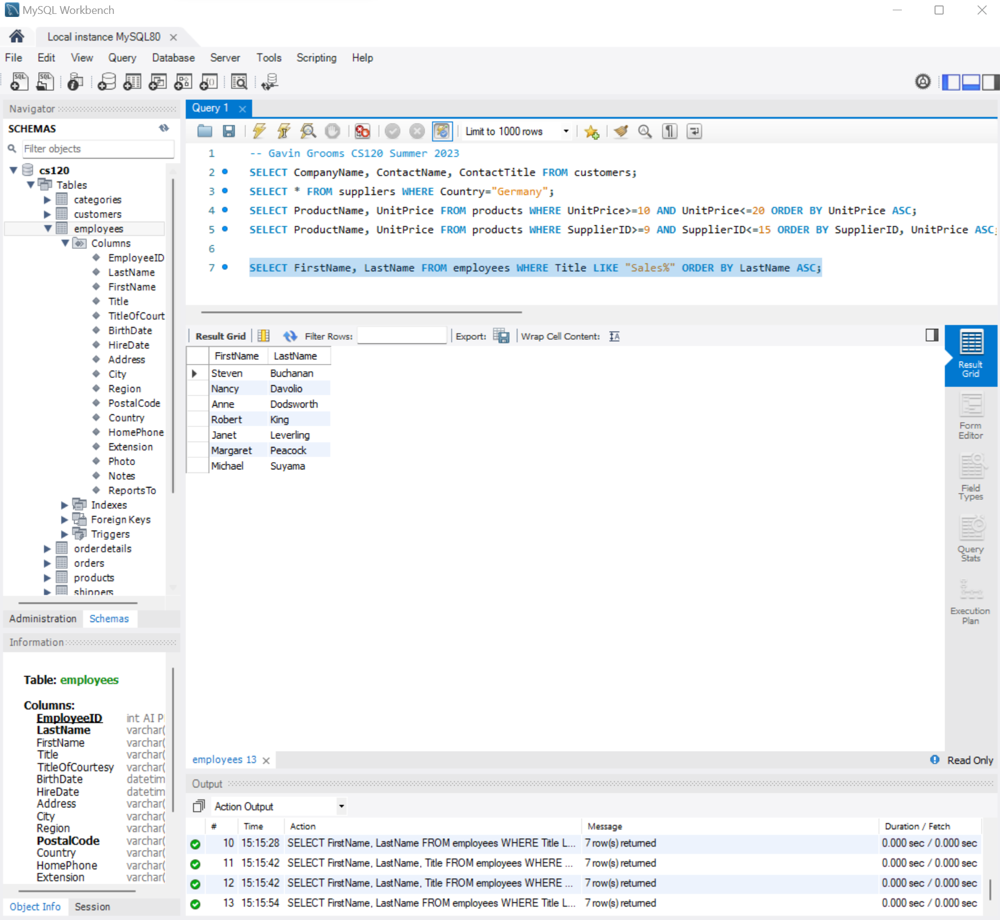 MySQL Workbench
Local instance MySQL80
File Edit View Query Database Server Tools Scripting Help
Navigator
SCHEMAS
Filter objects
cs120
Tables
categories
customers
employees
Columns
EmployeeID
LastName
FirstName
Title
TitleOfCourt
BirthDate
HireDate
Address
City
Region
PostalCode
Country
HomePhone
Extension
Photo
Notes
ReportsTo
Indexes
Foreign Keys
Triggers
orderdetails
orders
products
shippers
Administration Schemas
Information
Table: employees
Columns:
EmployeeID int AI P
LastName varchar(
FirstName varchar(
Title varchar(
TitleOfCourtesy varchar(
BirthDate datetim
HireDate datetim
Address varchar(
City varchar(
Region varchar(
PostalCode varchar(
Country varchar(
HomePhone varchar(
Extension varchar(
Object Info Session
Query 1
Limit to 1000 rows
1 -- Gavin Grooms CS120 Summer 2023
2 SELECT CompanyName, ContactName, ContactTitle FROM customers;
3 SELECT * FROM suppliers WHERE Country="Germany";
4 SELECT ProductName, UnitPrice FROM products WHERE UnitPrice>=10 AND UnitPrice<=20 ORDER BY UnitPrice ASC;
5 SELECT ProductName, UnitPrice FROM products WHERE SupplierID>=9 AND SupplierID<=15 ORDER BY SupplierID, UnitPrice ASC;
6
7 SELECT FirstName, LastName FROM employees WHERE Title LIKE "Sales%" ORDER BY LastName ASC;
Result Grid Filter Rows: Export: Wrap Cell Content:
FirstName LastName
Steven Buchanan
Nancy Davolio
Anne Dodsworth
Robert King
Janet Leverling
Margaret Peacock
Michael Suyama
Result
Grid
Form
Editor
Field
Types
Query
Stats
Execution
Plan
employees 13
Read Only
Output
Action Output
# Time Action Message Duration / Fetch
10 15:15:28 SELECT FirstName, LastName FROM employees WHERE Title L... 7 row(s) returned 0.000 sec / 0.000 sec
11 15:15:42 SELECT FirstName, LastName, Title FROM employees WHERE ... 7 row(s) returned 0.000 sec / 0.000 sec
12 15:15:42 SELECT FirstName, LastName, Title FROM employees WHERE ... 7 row(s) returned 0.000 sec / 0.000 sec
13 15:15:54 SELECT FirstName, LastName FROM employees WHERE Title L... 7 row(s) returned 0.000 sec / 0.000 sec